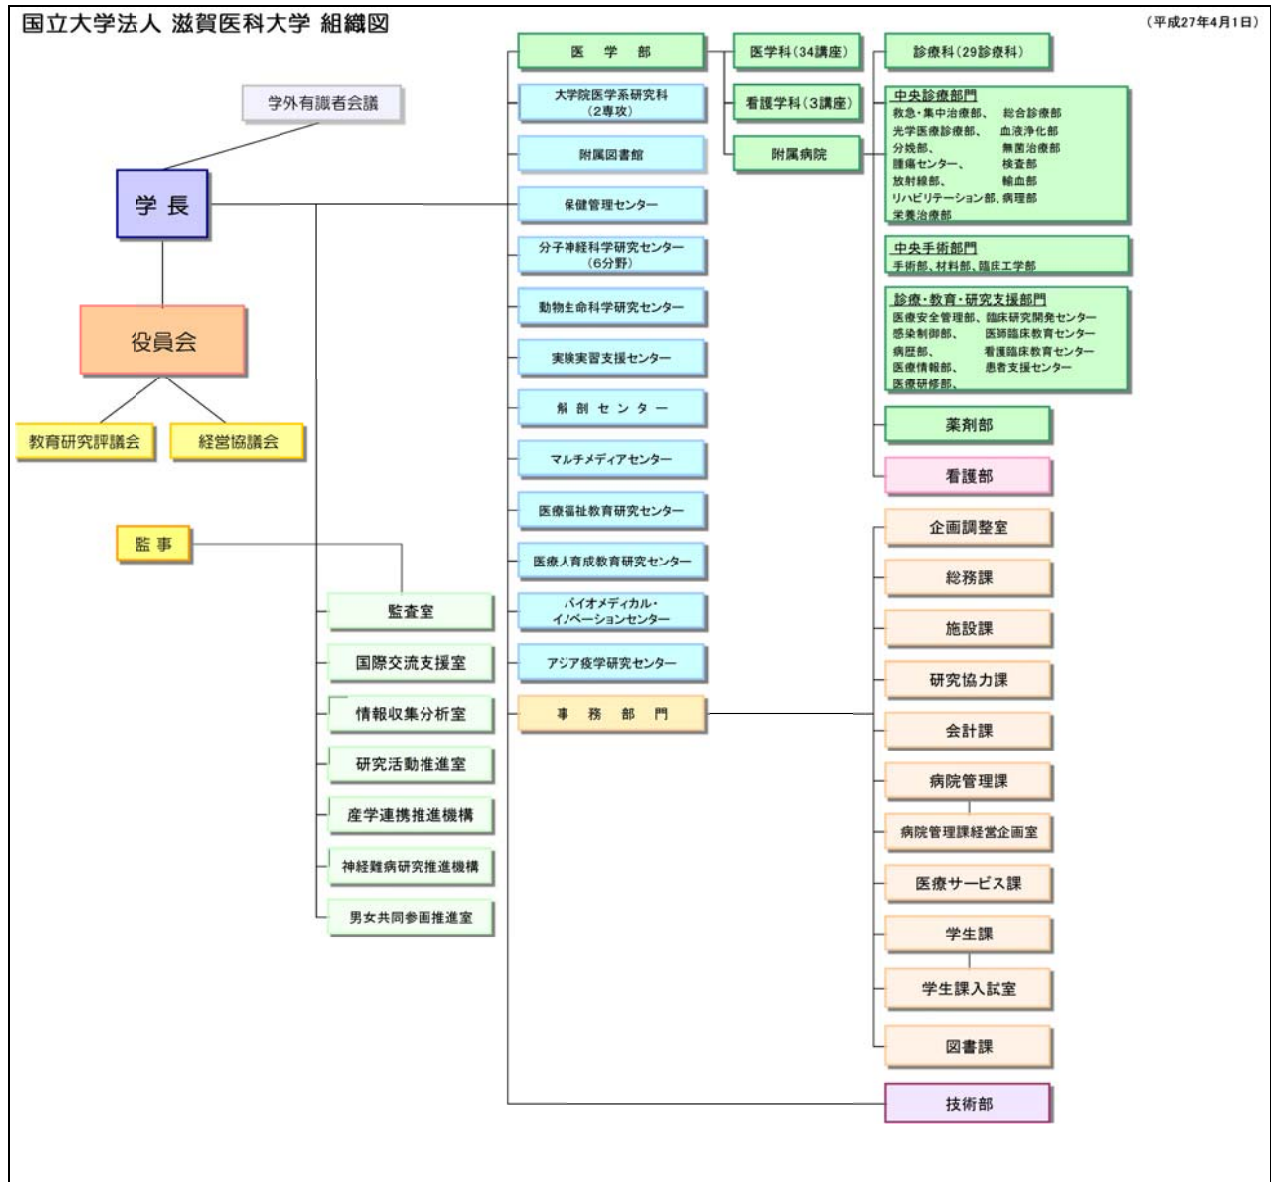 国立大学法人 滋賀医科大学 組織図
(平成27年4月1日)
学外有識者会議
学長
役員会
教育研究評議会
経営協議会
監事
監査室
国際交流支援室
情報収集分析室
研究活動推進室
産学連携推進機構
神経難病研究推進機構
男女共同参画推進室
医学部
大学院医学系研究科
(2専攻)
附属図書館
保健管理センター
分子神経科学研究センター
(6分野)
動物生命科学研究センター
実験実習支援センター
解剖センター
マルチメディアセンター
医療福祉教育研究センター
医療人育成教育研究センター
バイオメディカル・
イノベーションセンター
アジア疫学研究センター
事務部門
医学科(34講座)
看護学科(3講座)
附属病院
診療科(29診療科)
中央診療部門
救急・集中治療部、 総合診療部
光学医療診療部、 血液浄化部
分娩部、 無菌治療部
腫瘍センター、 検査部
放射線部、 輸血部
リハビリテーション部、病理部
栄養治療部
中央手術部門
手術部、材料部、臨床工学部
診療・教育・研究支援部門
医療安全管理部、臨床研究開発センター
感染制御部、 医師臨床教育センター
病歴部、 看護臨床教育センター
医療情報部、 患者支援センター
医療研修部、
薬剤部
看護部
企画調整室
総務課
施設課
研究協力課
会計課
病院管理課
病院管理課経営企画室
医療サービス課
学生課
学生課入試室
図書課
技術部